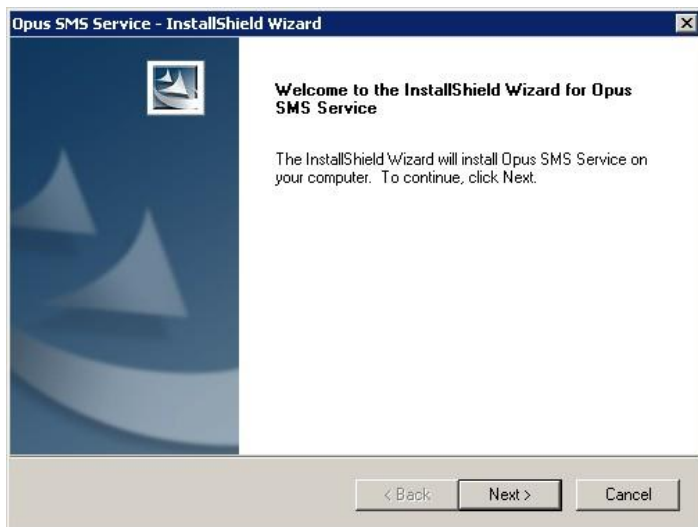 Opus SMS Service - InstallShield Wizard
Welcome to the InstallShield Wizard for Opus
SMS Service
The InstallShield Wizard will install Opus SMS Service on
your computer.  To continue, click Next.
< Back
Next >
Cancel